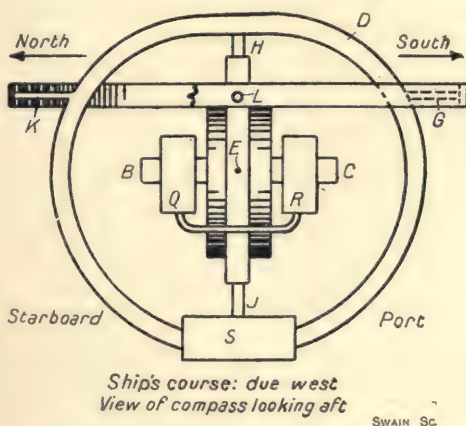 North
South
D
H
K
L
G
B
Q
E
R
C
J
Starboard
S
Port
Ship's course: due west
View of compass looking aft
SWAIN SC.